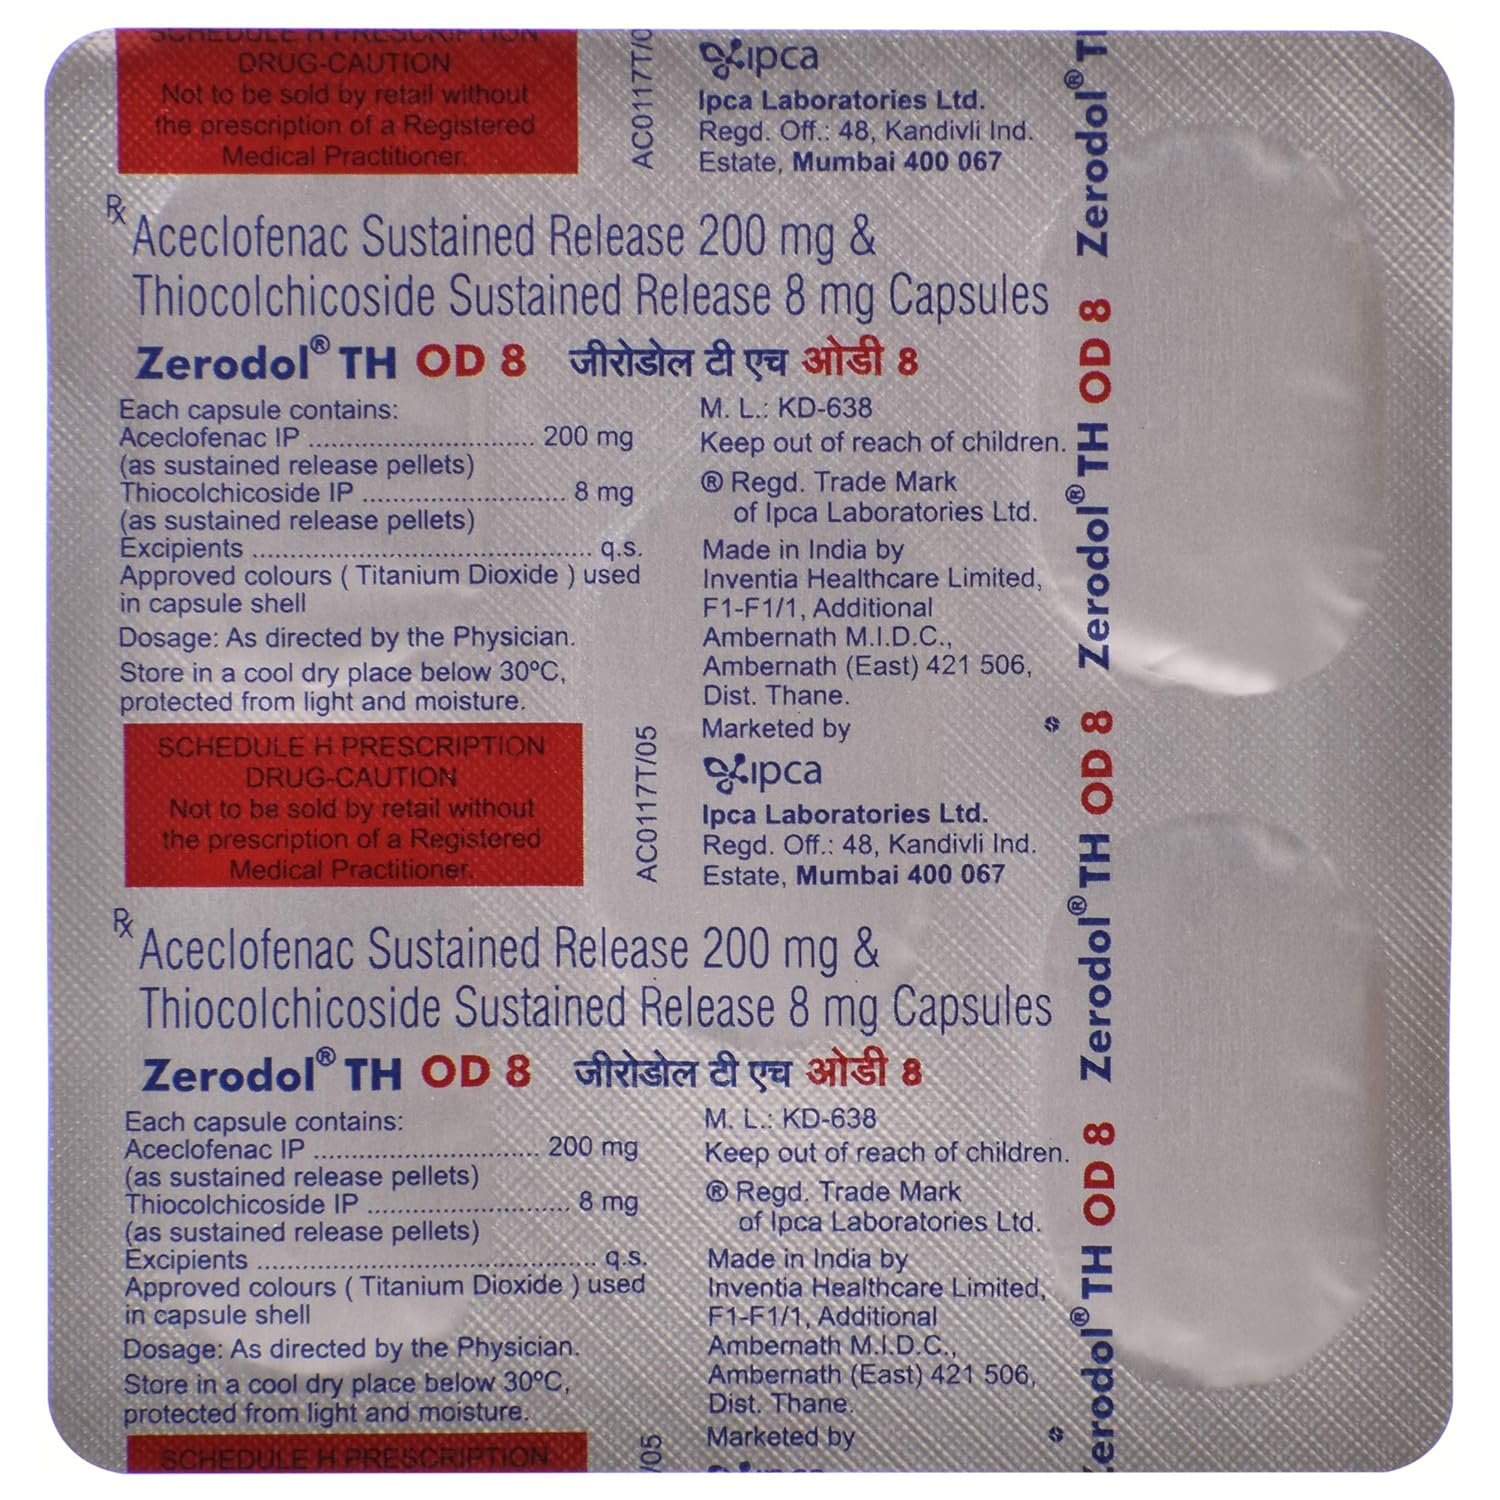 SCHEDULE H PRESCRIPTION
DRUG-CAUTION
Not to be sold by retail without
the prescription of a Registered
Medical Practitioner.
AC0117T/0
ipca
Ipca Laboratories Ltd.
Regd. Off.: 48, Kandivli Ind.
Estate, Mumbai 400 067
Rx Aceclofenac Sustained Release 200 mg &
Thiocolchicoside Sustained Release 8 mg Capsules
Zerodol® TH OD 8 जीरोडोल टी एच ओडी 8
Each capsule contains:
Aceclofenac IP .............................. 200 mg
(as sustained release pellets)
Thiocolchicoside IP ........................... 8 mg
(as sustained release pellets)
Excipients ............................................. q.s.
Approved colours ( Titanium Dioxide ) used
in capsule shell
Dosage: As directed by the Physician.
Store in a cool dry place below 30ºC,
protected from light and moisture.
M. L.: KD-638
Keep out of reach of children.
® Regd. Trade Mark
of Ipca Laboratories Ltd.
Made in India by
Inventia Healthcare Limited,
F1-F1/1, Additional
Ambernath M.I.D.C.,
Ambernath (East) 421 506,
Dist. Thane.
Marketed by
ipca
Ipca Laboratories Ltd.
Regd. Off.: 48, Kandivli Ind.
Estate, Mumbai 400 067
SCHEDULE H PRESCRIPTION
DRUG-CAUTION
Not to be sold by retail without
the prescription of a Registered
Medical Practitioner.
AC0117T/05
Rx Aceclofenac Sustained Release 200 mg &
Thiocolchicoside Sustained Release 8 mg Capsules
Zerodol® TH OD 8 जीरोडोल टी एच ओडी 8
Each capsule contains:
Aceclofenac IP .............................. 200 mg
(as sustained release pellets)
Thiocolchicoside IP ........................... 8 mg
(as sustained release pellets)
Excipients ............................................. q.s.
Approved colours ( Titanium Dioxide ) used
in capsule shell
Dosage: As directed by the Physician.
Store in a cool dry place below 30ºC,
protected from light and moisture.
M. L.: KD-638
Keep out of reach of children.
® Regd. Trade Mark
of Ipca Laboratories Ltd.
Made in India by
Inventia Healthcare Limited,
F1-F1/1, Additional
Ambernath M.I.D.C.,
Ambernath (East) 421 506,
Dist. Thane.
Marketed by
SCHEDULE H PRESCRIPTION
/05
erodol® TH OD 8 Zerodol® TH OD 8 Zerodol® TH OD 8 Zerodol® T